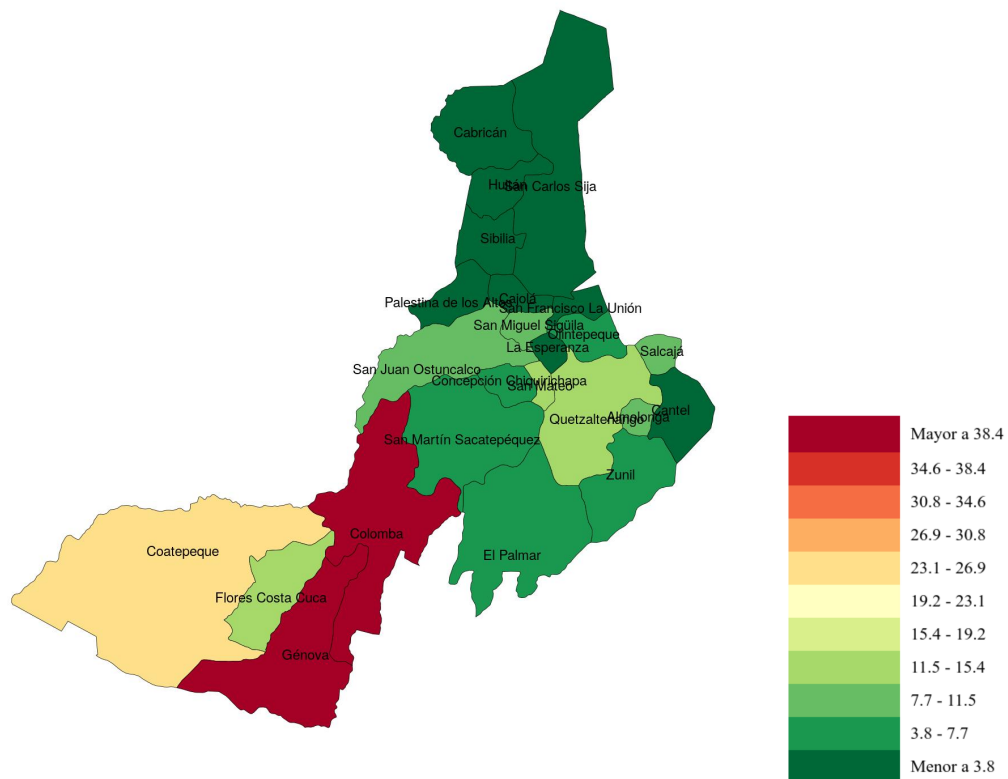 Cabricán
Huitán
San Carlos Sija
Sibilia
Cajolá
Palestina de los Altos
San Francisco La Unión
San Miguel Sigüila
Olintepeque
La Esperanza
Salcajá
San Juan Ostuncalco
Concepción Chiquirichapa
San Mateo
Cantel
Almolonga
Quetzaltenango
San Martín Sacatepéquez
Zunil
Colomba
Coatepeque
El Palmar
Flores Costa Cuca
Génova
Mayor a 38.4
34.6 - 38.4
30.8 - 34.6
26.9 - 30.8
23.1 - 26.9
19.2 - 23.1
15.4 - 19.2
11.5 - 15.4
7.7 - 11.5
3.8 - 7.7
Menor a 3.8